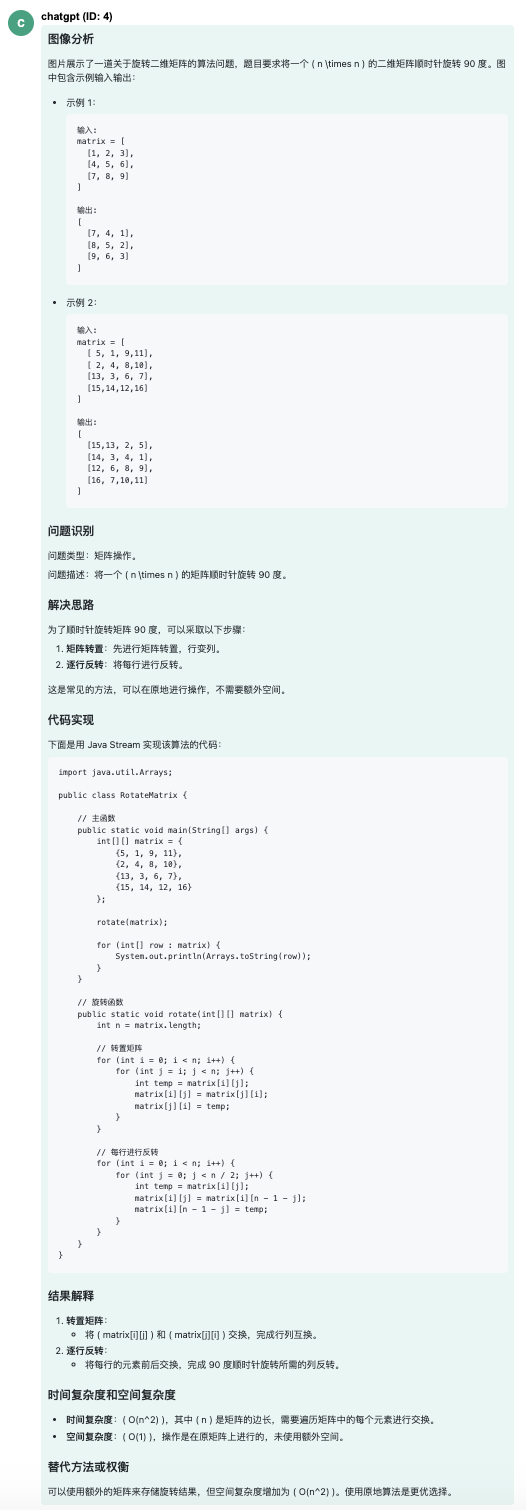 C
chatgpt (ID: 4)
图像分析
图片展示了一道关于旋转二维矩阵的算法问题，题目要求将一个 ( n \times n ) 的二维矩阵顺时针旋转 90 度。图
中包含示例输入输出：
• 示例 1：
输入:
matrix = [
[1, 2, 3],
[4, 5, 6],
[7, 8, 9]
]
输出:
[
[7, 4, 1],
[8, 5, 2],
[9, 6, 3]
]
• 示例 2：
输入:
matrix = [
[ 5, 1, 9,11],
[ 2, 4, 8,10],
[13, 3, 6, 7],
[15,14,12,16]
]
输出:
[
[15,13, 2, 5],
[14, 3, 4, 1],
[12, 6, 8, 9],
[16, 7,10,11]
]
问题识别
问题类型：矩阵操作。
问题描述：将一个 ( n \times n ) 的矩阵顺时针旋转 90 度。
解决思路
为了顺时针旋转矩阵 90 度，可以采取以下步骤：
1. 矩阵转置：先进行矩阵转置，行变列。
2. 逐行反转：将每行进行反转。
这是常见的方法，可以在原地进行操作，不需要额外空间。
代码实现
下面是用 Java Stream 实现该算法的代码：
import java.util.Arrays;
public class RotateMatrix {
// 主函数
public static void main(String[] args) {
int[][] matrix = {
{5, 1, 9, 11},
{2, 4, 8, 10},
{13, 3, 6, 7},
{15, 14, 12, 16}
};
rotate(matrix);
for (int[] row : matrix) {
System.out.println(Arrays.toString(row));
}
}
// 旋转函数
public static void rotate(int[][] matrix) {
int n = matrix.length;
// 转置矩阵
for (int i = 0; i < n; i++) {
for (int j = i; j < n; j++) {
int temp = matrix[i][j];
matrix[i][j] = matrix[j][i];
matrix[j][i] = temp;
}
}
// 每行进行反转
for (int i = 0; i < n; i++) {
for (int j = 0; j < n / 2; j++) {
int temp = matrix[i][j];
matrix[i][j] = matrix[i][n - 1 - j];
matrix[i][n - 1 - j] = temp;
}
}
}
}
结果解释
1. 转置矩阵：
◦ 将 ( matrix[i][j] ) 和 ( matrix[j][i] ) 交换，完成行列互换。
2. 逐行反转：
◦ 将每行的元素前后交换，完成 90 度顺时针旋转所需的列反转。
时间复杂度和空间复杂度
• 时间复杂度：( O(n^2) )，其中 ( n ) 是矩阵的边长，需要遍历矩阵中的每个元素进行交换。
• 空间复杂度：( O(1) )，操作是在原矩阵上进行的，未使用额外空间。
替代方法或权衡
可以使用额外的矩阵来存储旋转结果，但空间复杂度增加为 ( O(n^2) )。使用原地算法是更优选择。